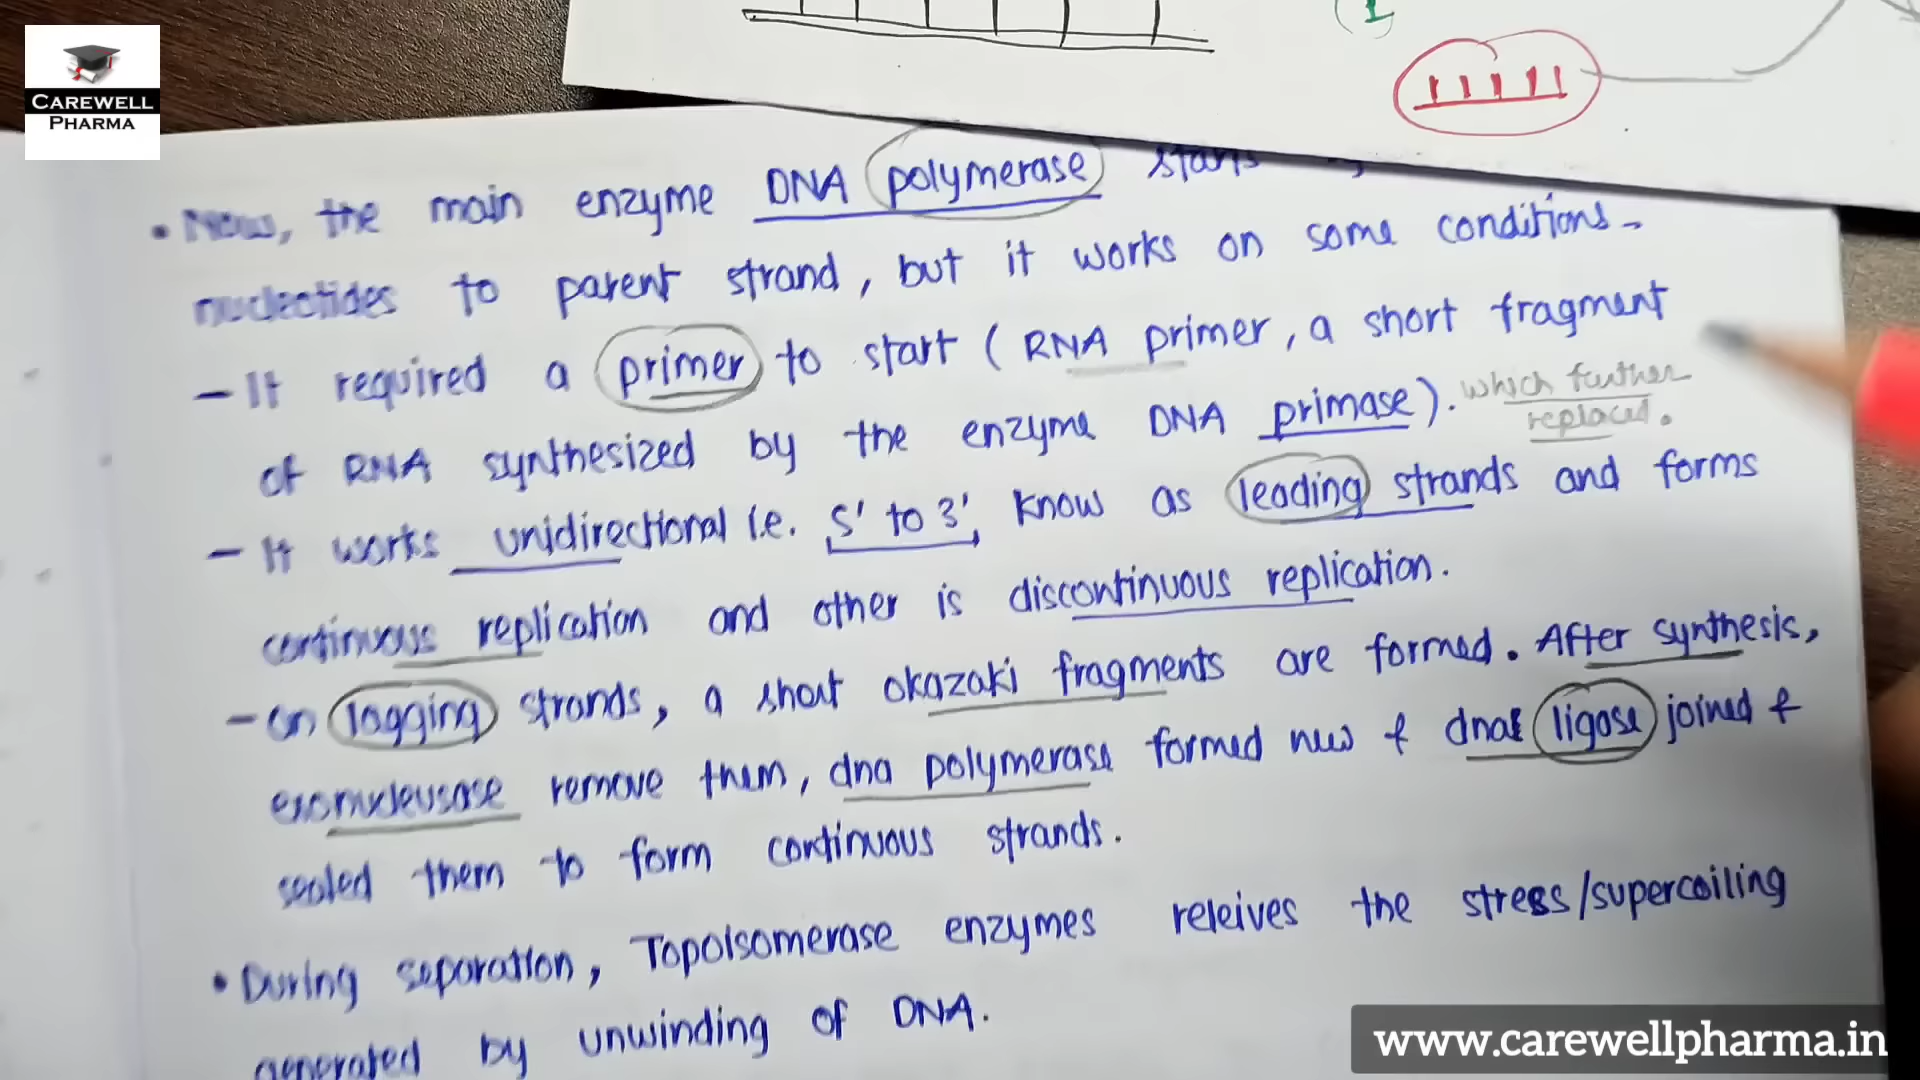 CAREWELL
PHARMA
• Now, the main enzyme DNA polymerase starts
nucleotides to parent strand, but it works on some conditions-
- It required a primer to start (RNA primer, a short fragment
of RNA synthesized by the enzyme DNA primase). which further
replaced.
- It works unidirectional i.e. 5' to 3', know as leading strands and forms
continuous replication and other is discontinuous replication.
- On lagging strands, a short okazaki fragments are formed. After synthesis,
exonucleusase remove them, dna polymerase formed new & dna ligase joined &
sealed them to form continuous strands.
• During separation, Topoisomerase enzymes releives the stress/supercoiling
generated by unwinding of DNA.
www.carewellpharma.in